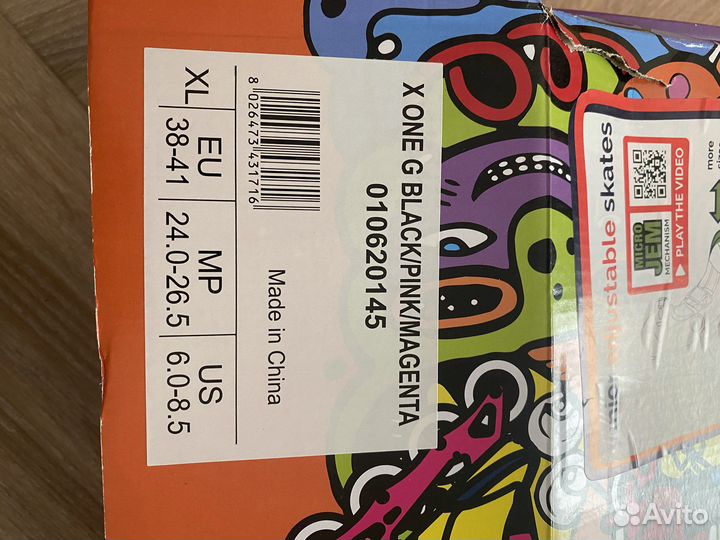 X ONE G BLACK/PINK/MAGENTA
010620145
8 026473 431716
Made in China
XL
EU
38-41
MP
24.0-26.5
US
6.0-8.5
adjustable skates
MICRO
JEM
MECHANISM
PLAY THE VIDEO
more
Avito